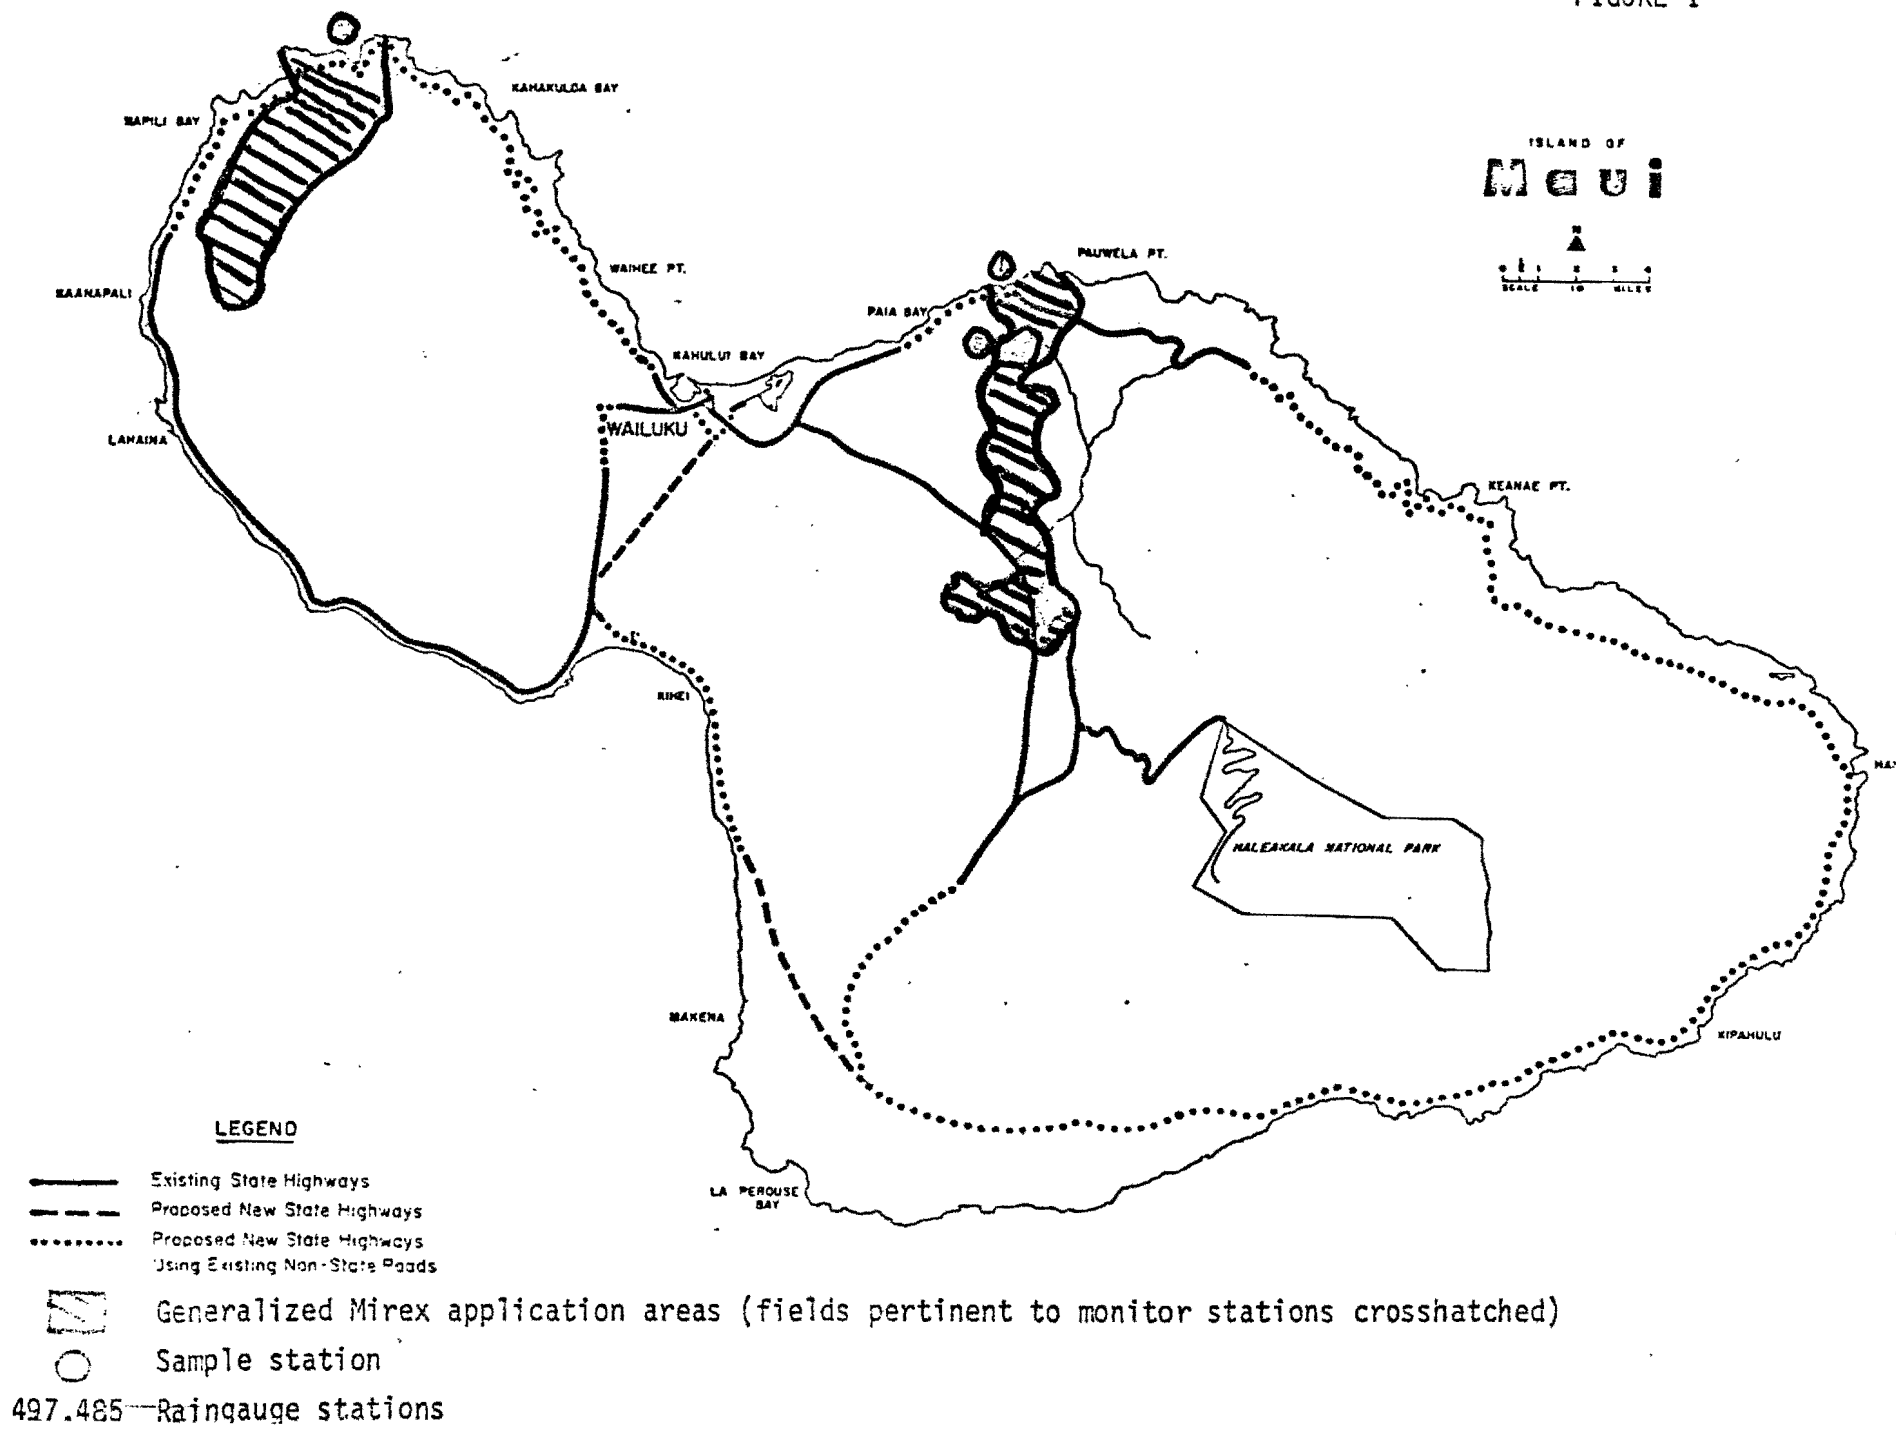 FIGURE 1
KAHAKULOA BAY
NAPILI BAY
ISLAND OF
Maui
N
SCALE IN MILES
PAUWELA PT.
WAIHEE PT.
KAANAPALI
PAIA BAY
KAHULUI BAY
WAILUKU
LAHAINA
KEANAE PT.
KIHEI
HALEAKALA NATIONAL PARK
MAKENA
KIPAHULU
LA PEROUSE
BAY
LEGEND
Existing State Highways
Proposed New State Highways
Proposed New State Highways
Using Existing Non-State Roads
Generalized Mirex application areas (fields pertinent to monitor stations crosshatched)
Sample station
497.485 Raingauge stations